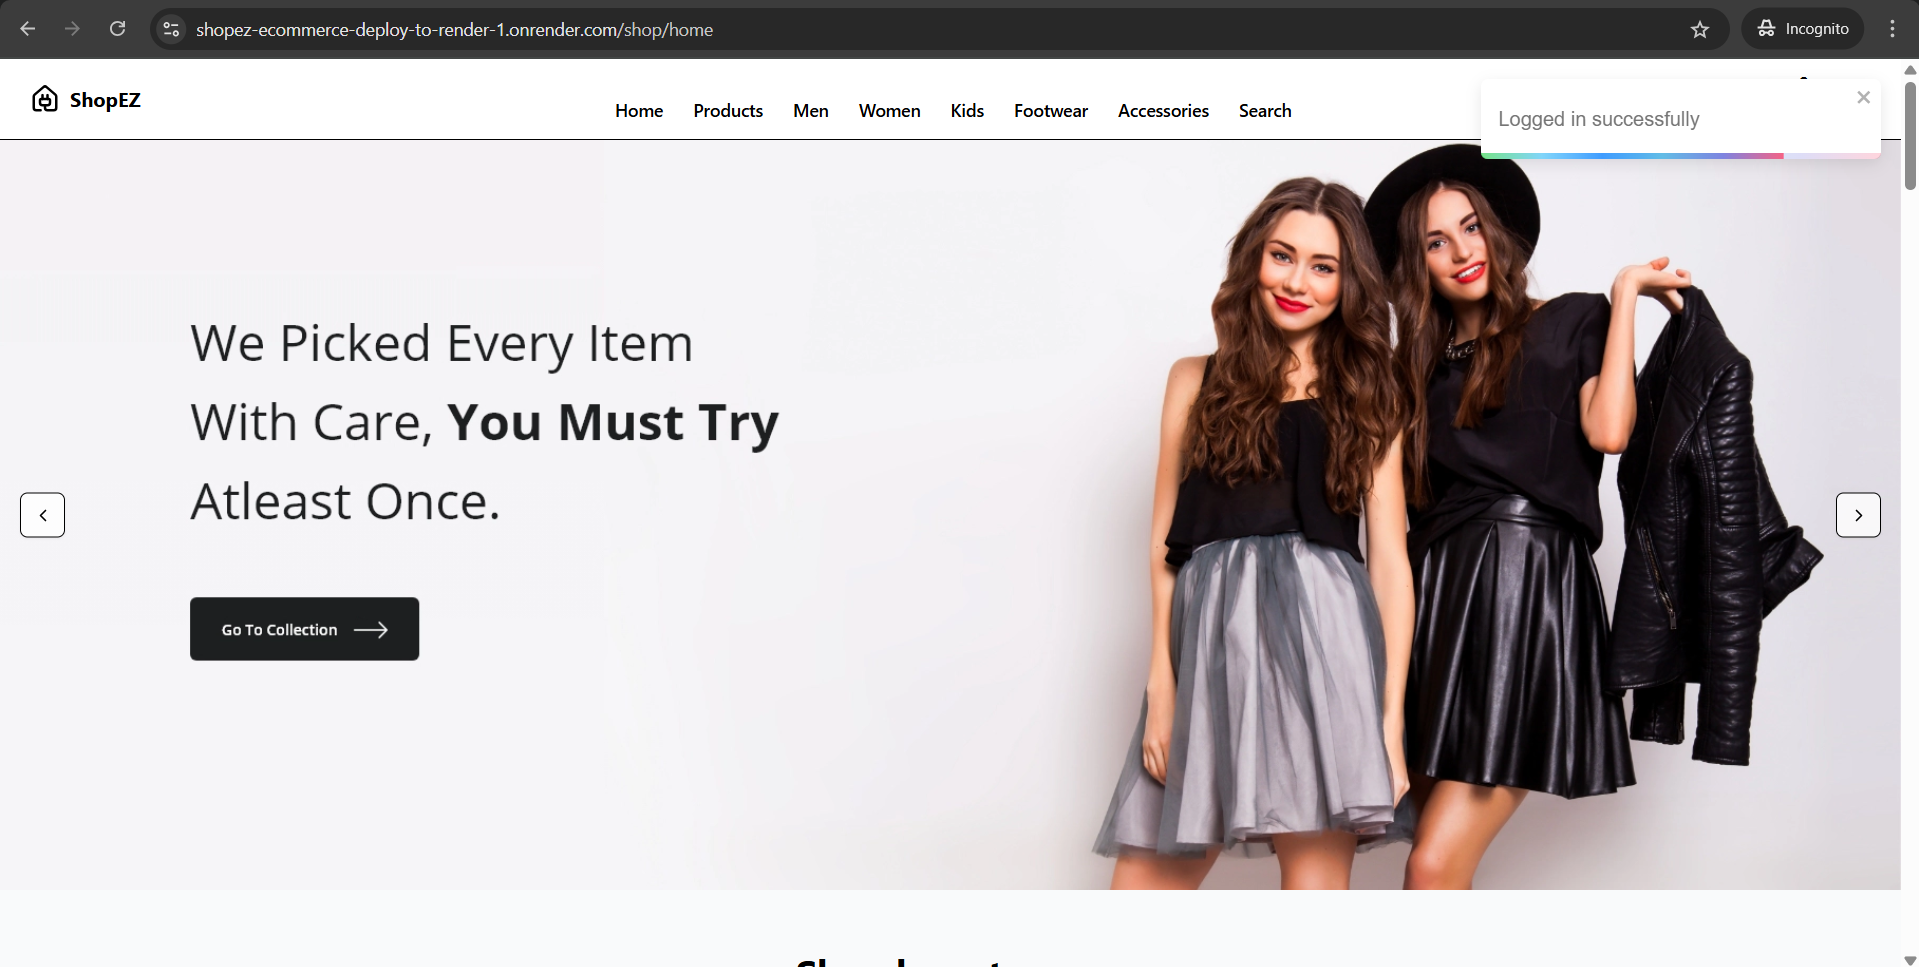 shopez-ecommerce-deploy-to-render-1.onrender.com/shop/home
Incognito
ShopEZ
Home Products Men Women Kids Footwear Accessories Search
Logged in successfully
We Picked Every Item
With Care, You Must Try
Atleast Once.
Go To Collection